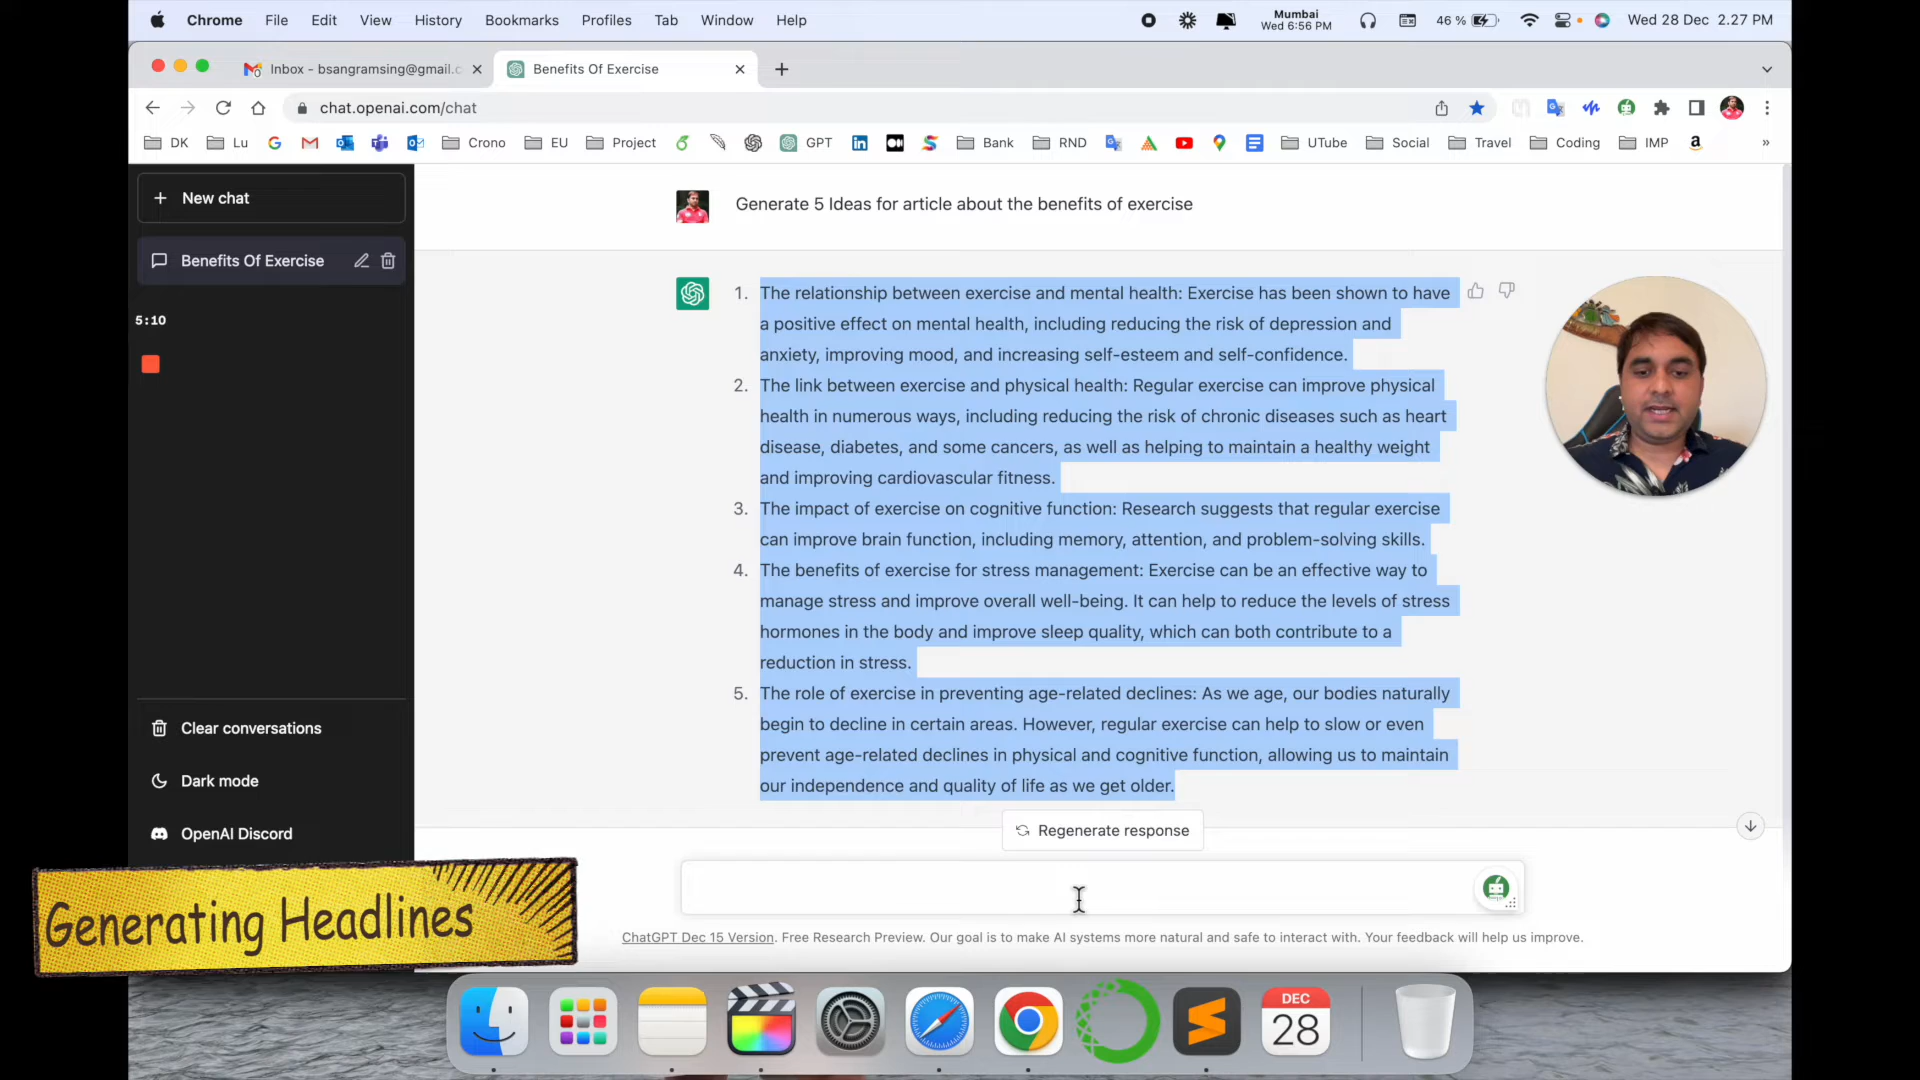 Chrome File Edit View History Bookmarks Profiles Tab Window Help
Mumbai
Wed 6:56 PM
46 %
Wed 28 Dec 2.27 PM
Inbox - bsangramsing@gmail.c
Benefits Of Exercise
chat.openai.com/chat
DK Lu Crono EU Project GPT Bank RND UTube Social Travel Coding IMP »
New chat
Benefits Of Exercise
5:10
Generate 5 Ideas for article about the benefits of exercise
1. The relationship between exercise and mental health: Exercise has been shown to have
a positive effect on mental health, including reducing the risk of depression and
anxiety, improving mood, and increasing self-esteem and self-confidence.
2. The link between exercise and physical health: Regular exercise can improve physical
health in numerous ways, including reducing the risk of chronic diseases such as heart
disease, diabetes, and some cancers, as well as helping to maintain a healthy weight
and improving cardiovascular fitness.
3. The impact of exercise on cognitive function: Research suggests that regular exercise
can improve brain function, including memory, attention, and problem-solving skills.
4. The benefits of exercise for stress management: Exercise can be an effective way to
manage stress and improve overall well-being. It can help to reduce the levels of stress
hormones in the body and improve sleep quality, which can both contribute to a
reduction in stress.
5. The role of exercise in preventing age-related declines: As we age, our bodies naturally
begin to decline in certain areas. However, regular exercise can help to slow or even
prevent age-related declines in physical and cognitive function, allowing us to maintain
our independence and quality of life as we get older.
Clear conversations
Dark mode
OpenAI Discord
Regenerate response
Generating Headlines
ChatGPT Dec 15 Version. Free Research Preview. Our goal is to make AI systems more natural and safe to interact with. Your feedback will help us improve.
DEC
28